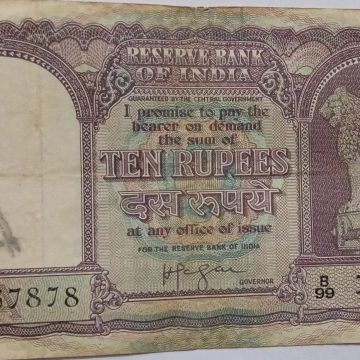 RESERVE BANK
OF INDIA
GUARANTEED BY THE CENTRAL GOVERNMENT
I promise to pay the
bearer on demand
the sum of
TEN RUPEES
दस रुपये
at any office of issue
FOR THE RESERVE BANK OF INDIA
GOVERNOR
B
99
37878